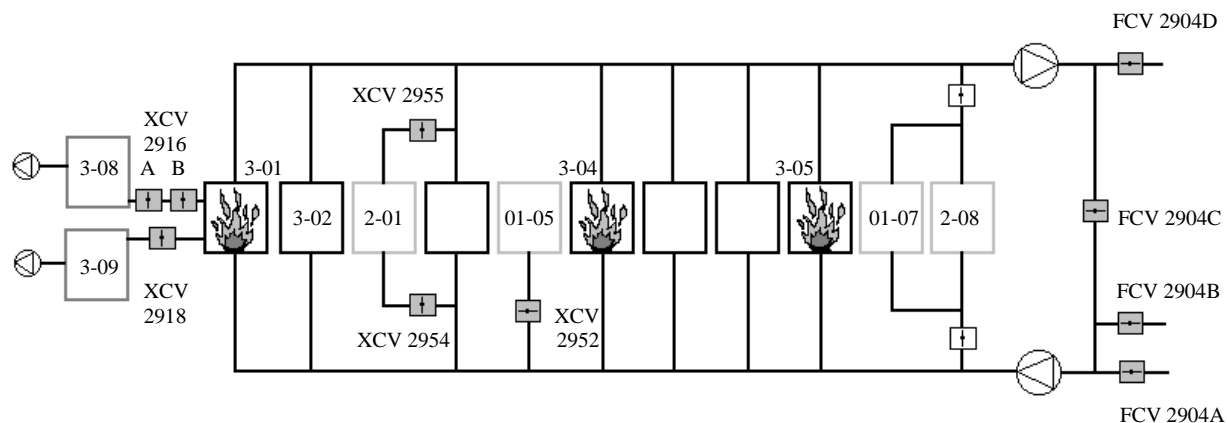 FCV 2904D
XCV 2955
XCV
2916
A B
3-08
3-01
3-04
3-05
3-02
2-01
01-05
01-07
2-08
FCV 2904C
3-09
XCV
2918
XCV 2954
XCV
2952
FCV 2904B
FCV 2904A